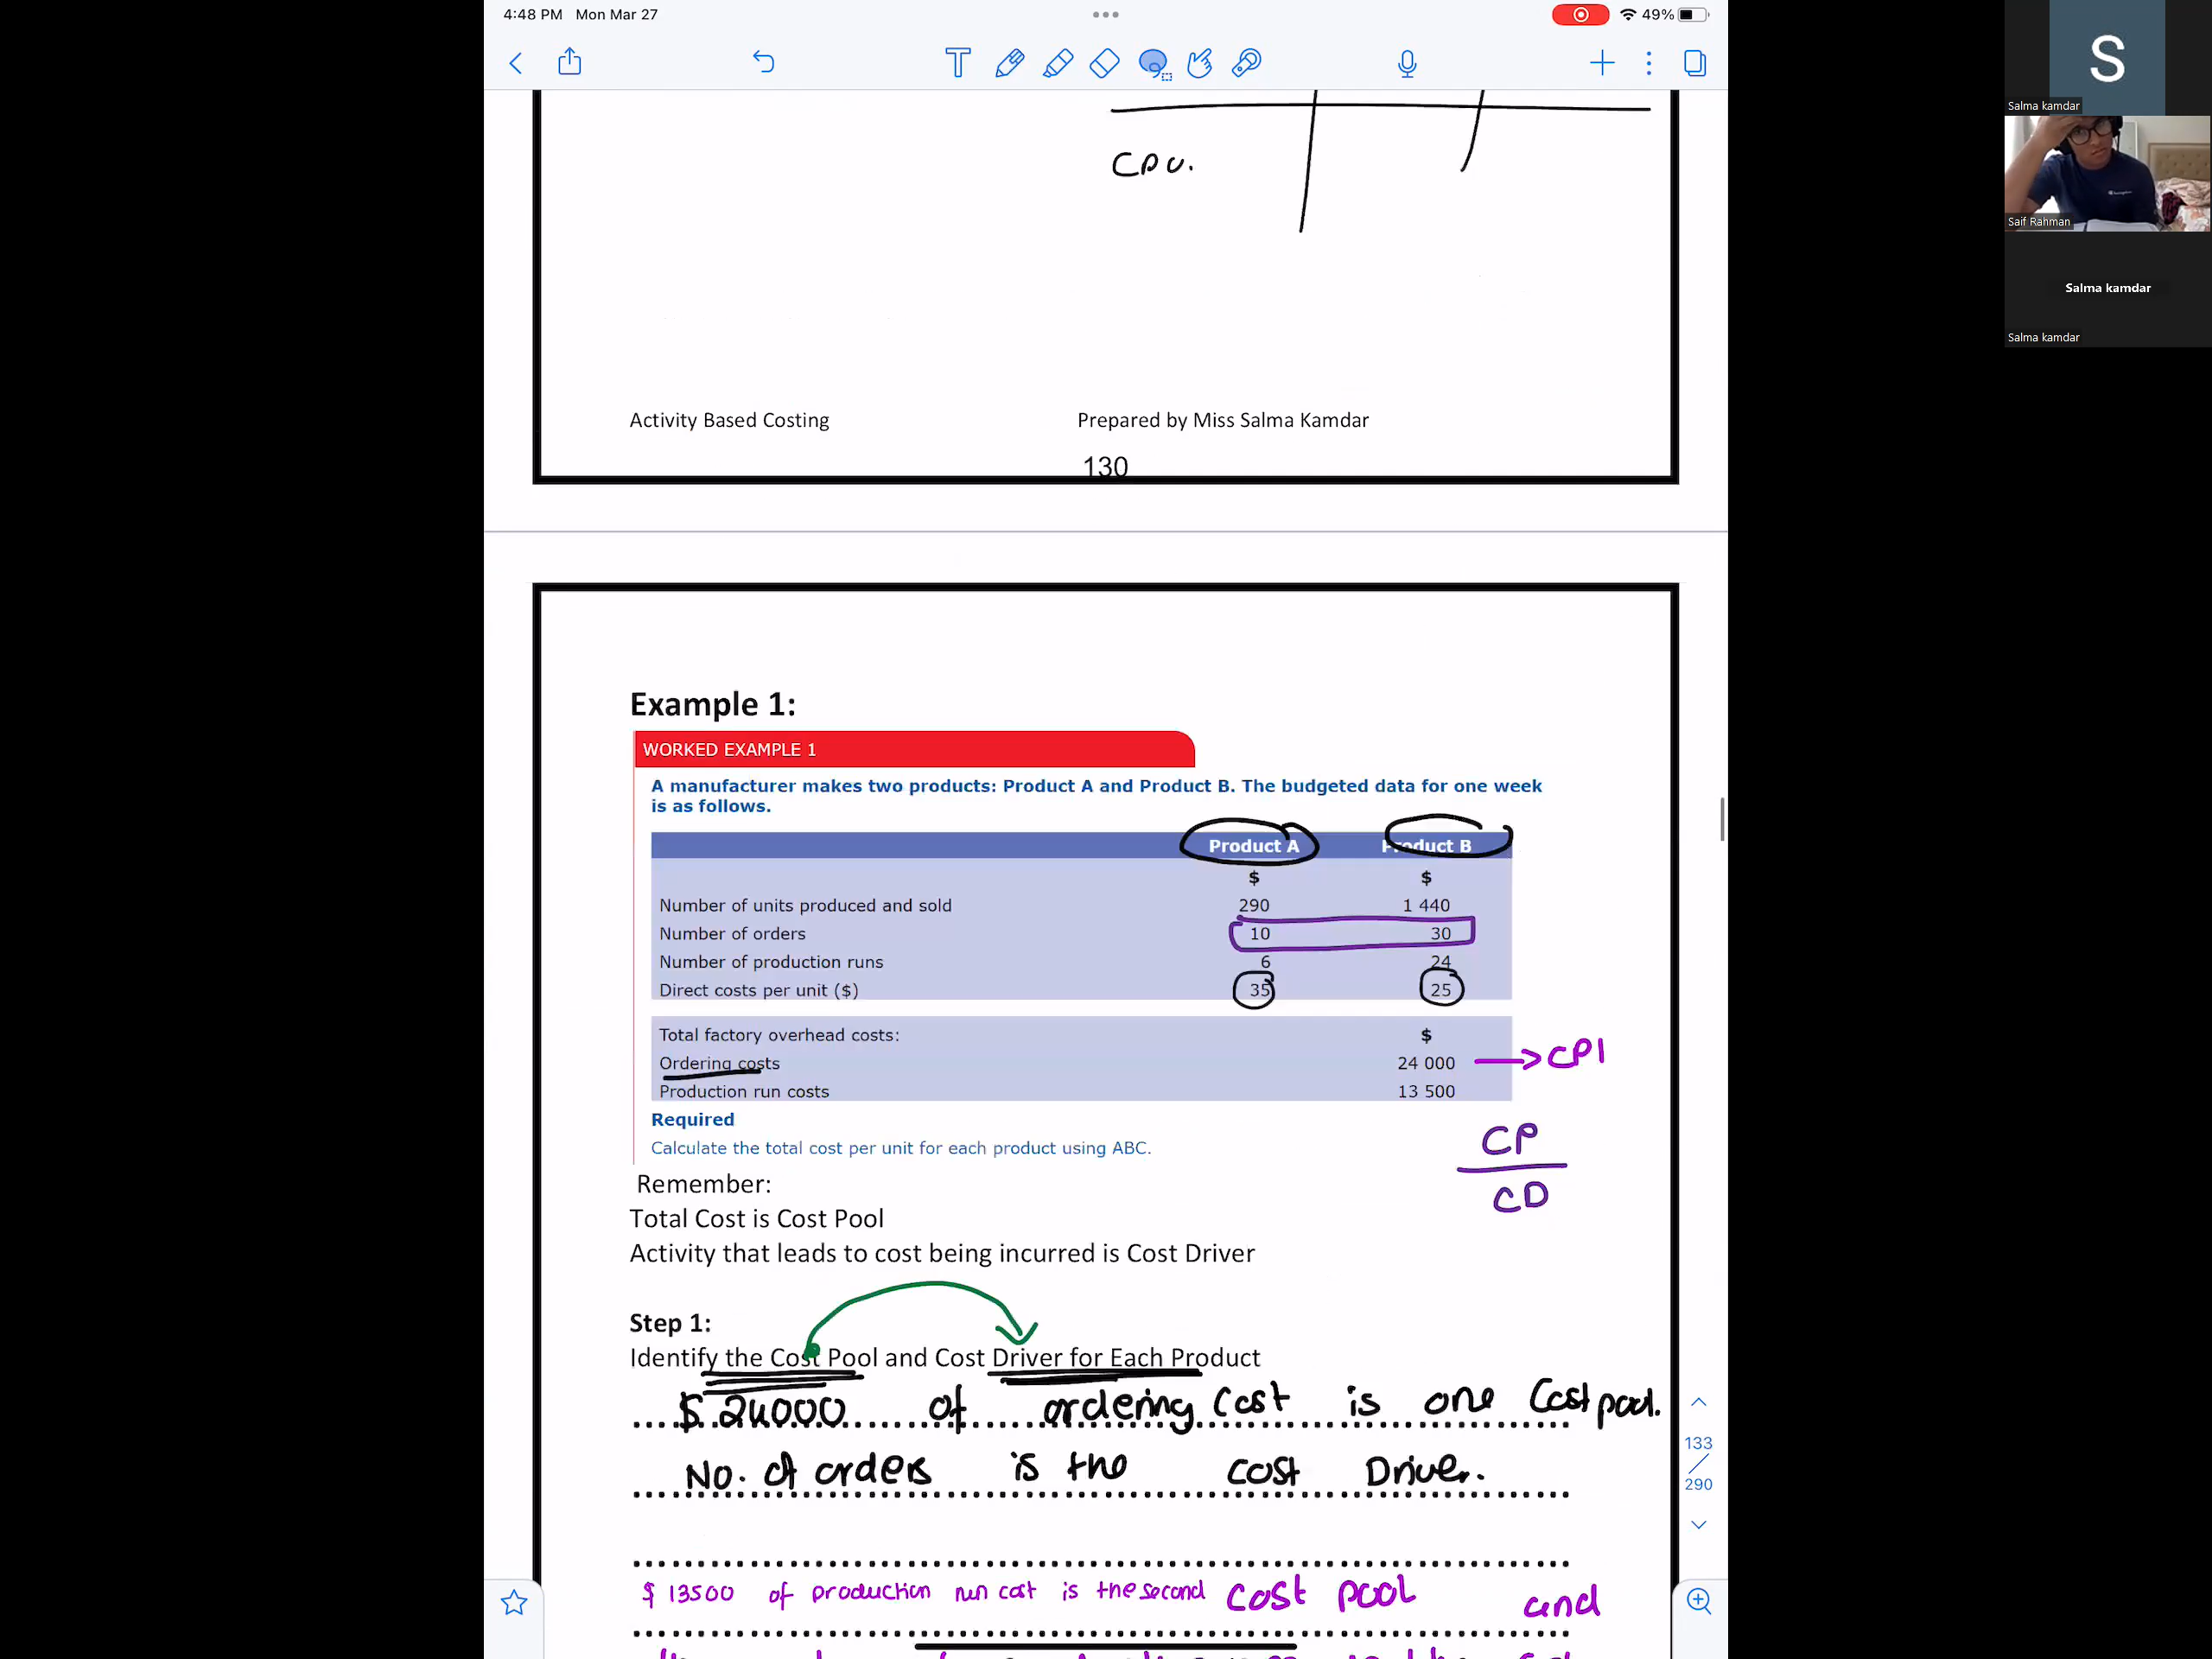 4:48 PM Mon Mar 27
49%
S
Salma kamdar
Saif Rahman
Salma kamdar
Salma kamdar
CPU.
Activity Based Costing Prepared by Miss Salma Kamdar
130
Example 1:
WORKED EXAMPLE 1
A manufacturer makes two products: Product A and Product B. The budgeted data for one week
is as follows.
Product A Product B
$ $
Number of units produced and sold 290 1 440
Number of orders 10 30
Number of production runs 6 24
Direct costs per unit ($) 35 25
Total factory overhead costs: $
Ordering costs 24 000 CP1
Production run costs 13 500
Required
Calculate the total cost per unit for each product using ABC.
CP
CD
Remember:
Total Cost is Cost Pool
Activity that leads to cost being incurred is Cost Driver
Step 1:
Identify the Cost Pool and Cost Driver for Each Product
$ 24000 of ordering Cost is one Cost pool.
No. of orders is the cost Driver.
$ 13500 of production run cost is the second cost pool and
133
290